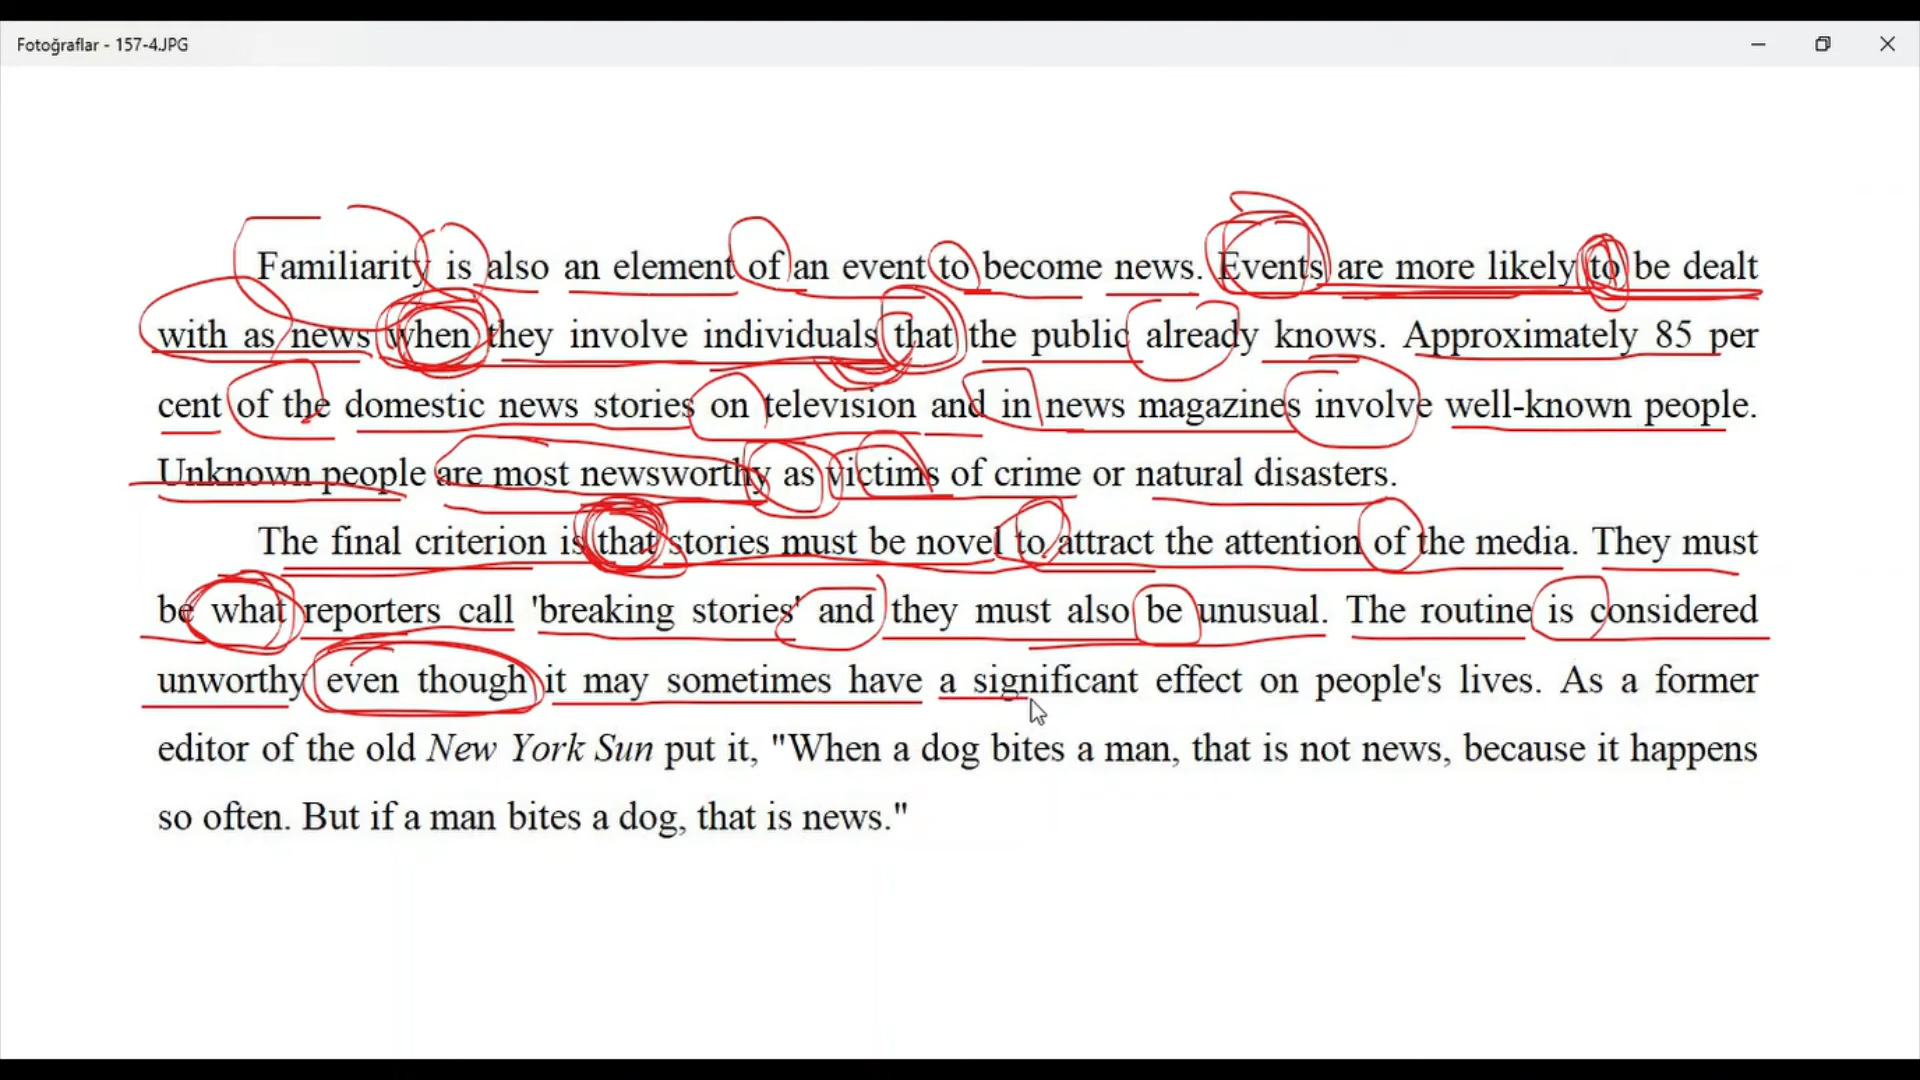 Fotoğraflar - 157-4.JPG
Familiarity is also an element of an event to become news. Events are more likely to be dealt
with as news when they involve individuals that the public already knows. Approximately 85 per
cent of the domestic news stories on television and in news magazines involve well-known people.
Unknown people are most newsworthy as victims of crime or natural disasters.
The final criterion is that stories must be novel to attract the attention of the media. They must
be what reporters call 'breaking stories' and they must also be unusual. The routine is considered
unworthy even though it may sometimes have a significant effect on people's lives. As a former
editor of the old New York Sun put it, "When a dog bites a man, that is not news, because it happens
so often. But if a man bites a dog, that is news."